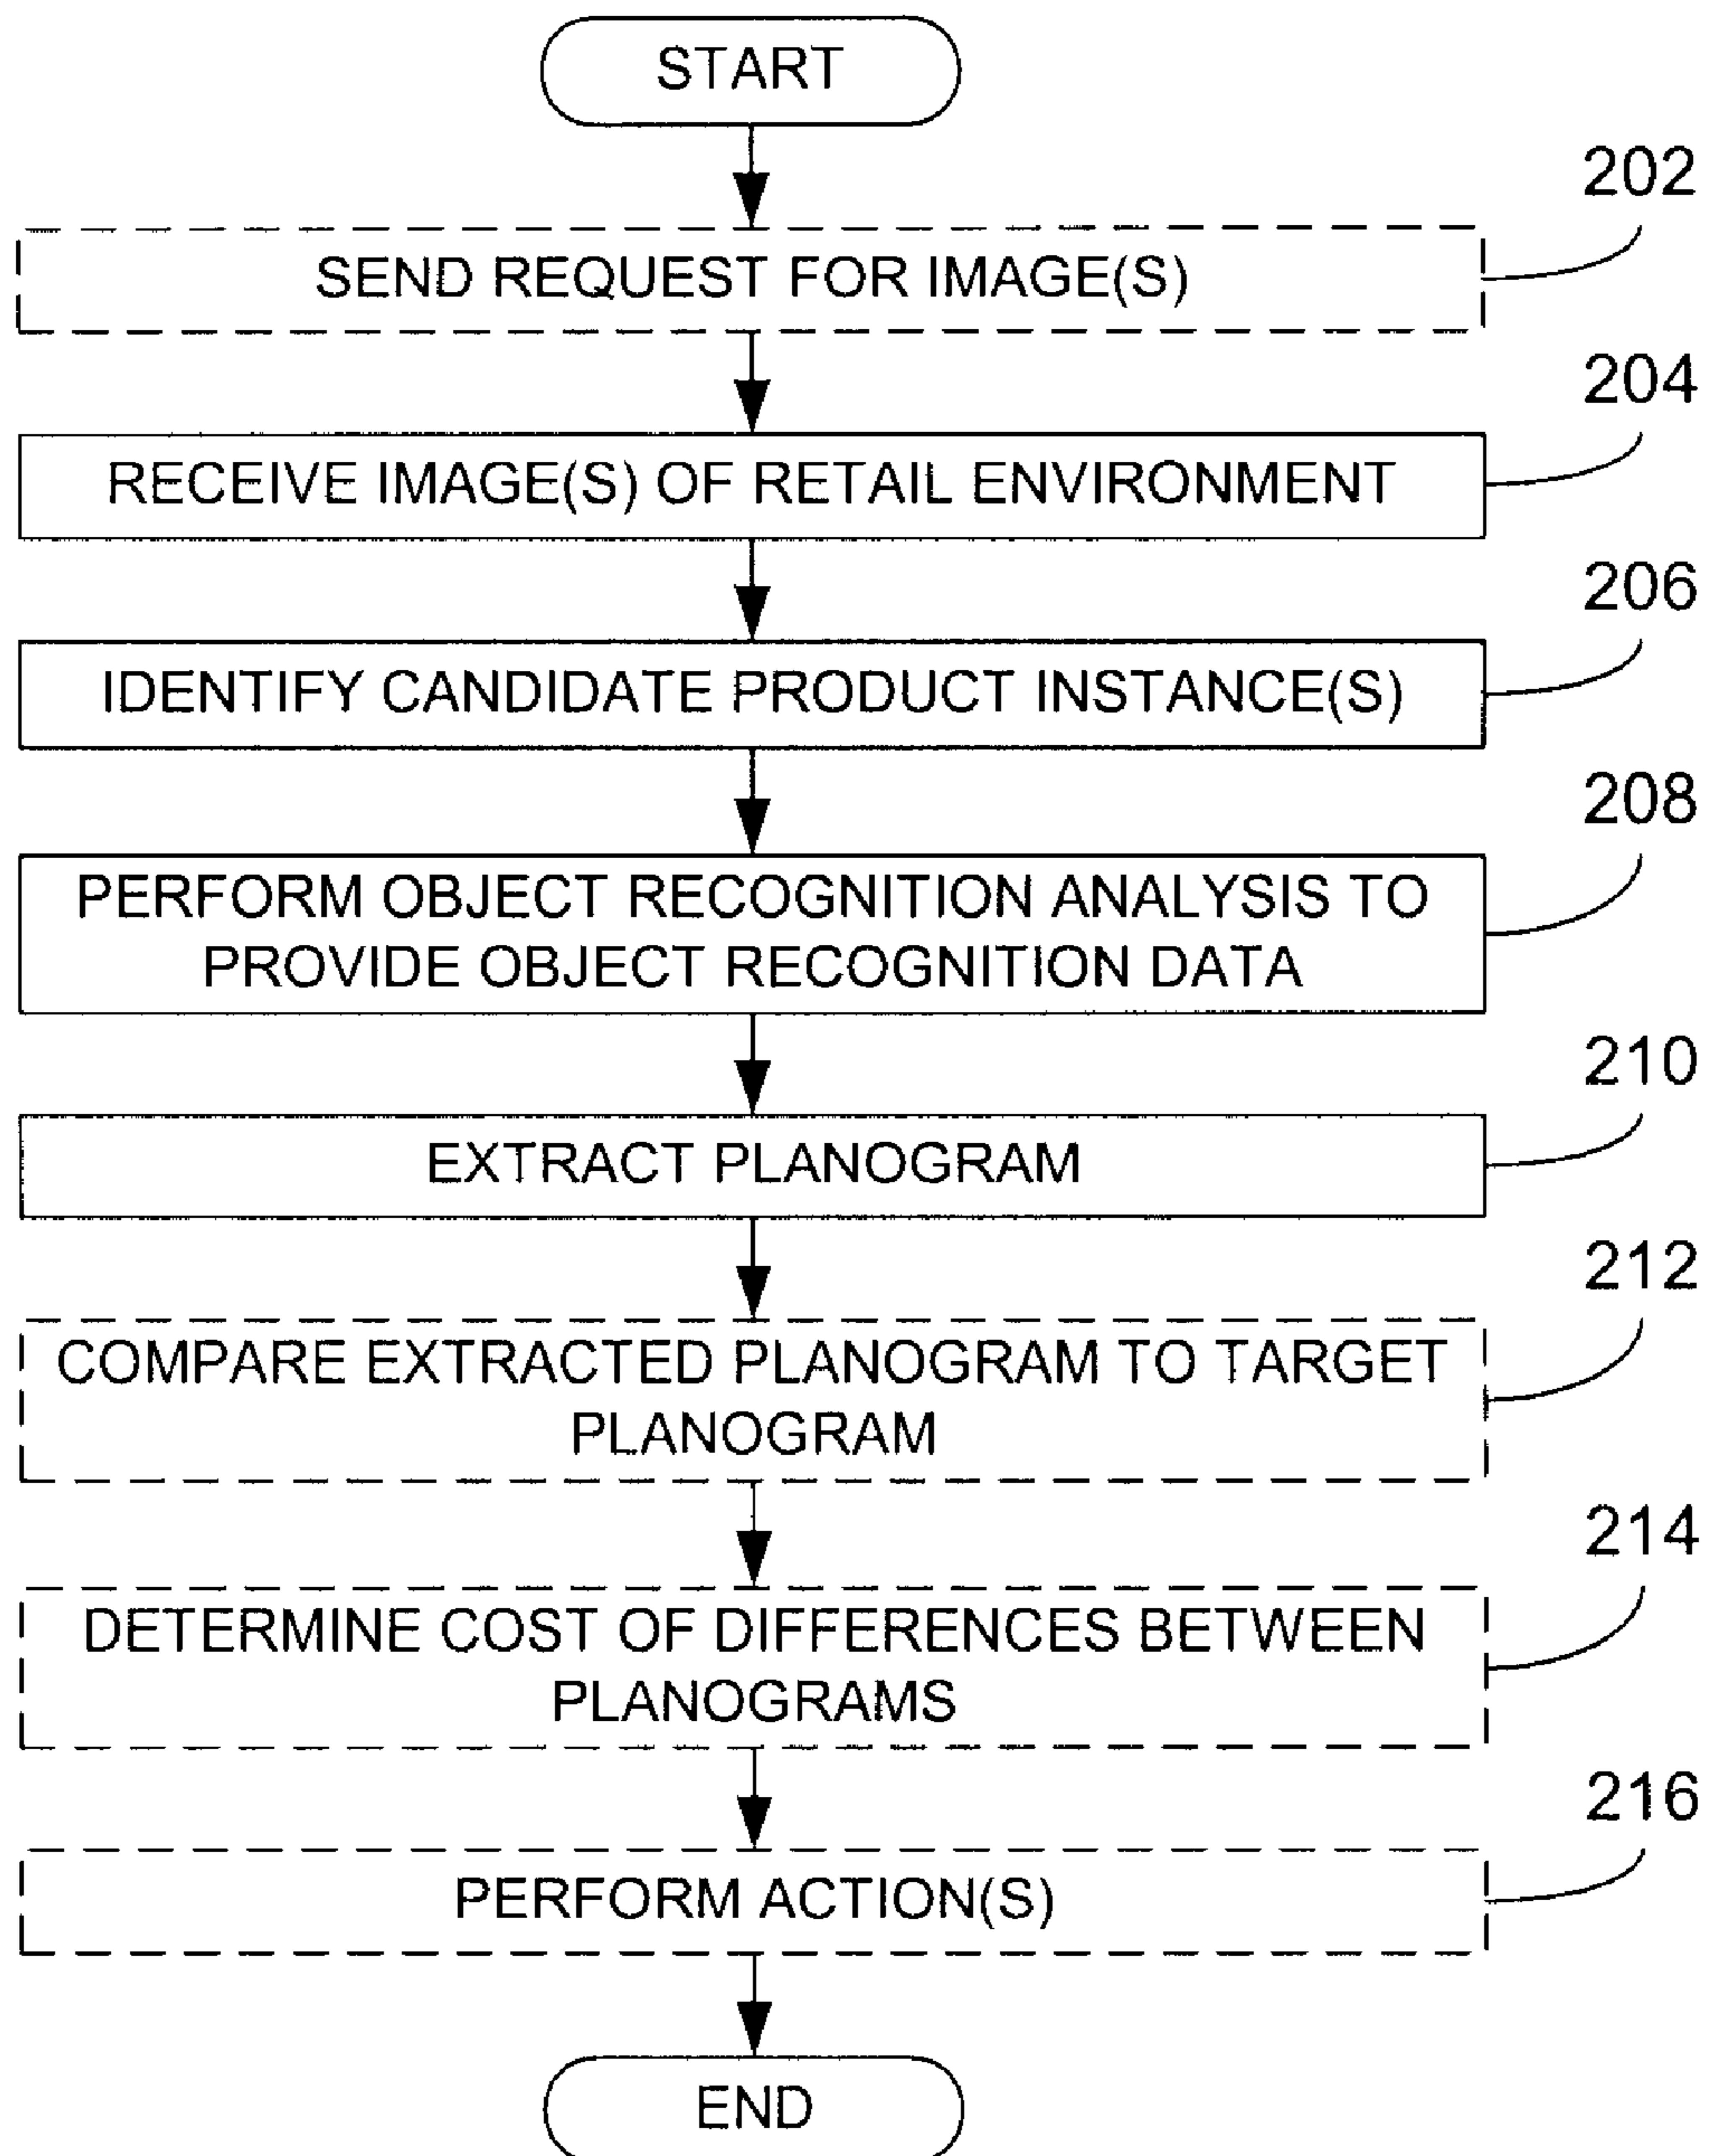 START
202
SEND REQUEST FOR IMAGE(S)
204
RECEIVE IMAGE(S) OF RETAIL ENVIRONMENT
206
IDENTIFY CANDIDATE PRODUCT INSTANCE(S)
208
PERFORM OBJECT RECOGNITION ANALYSIS TO
PROVIDE OBJECT RECOGNITION DATA
210
EXTRACT PLANOGRAM
212
COMPARE EXTRACTED PLANOGRAM TO TARGET
PLANOGRAM
214
DETERMINE COST OF DIFFERENCES BETWEEN
PLANOGRAMS
216
PERFORM ACTION(S)
END